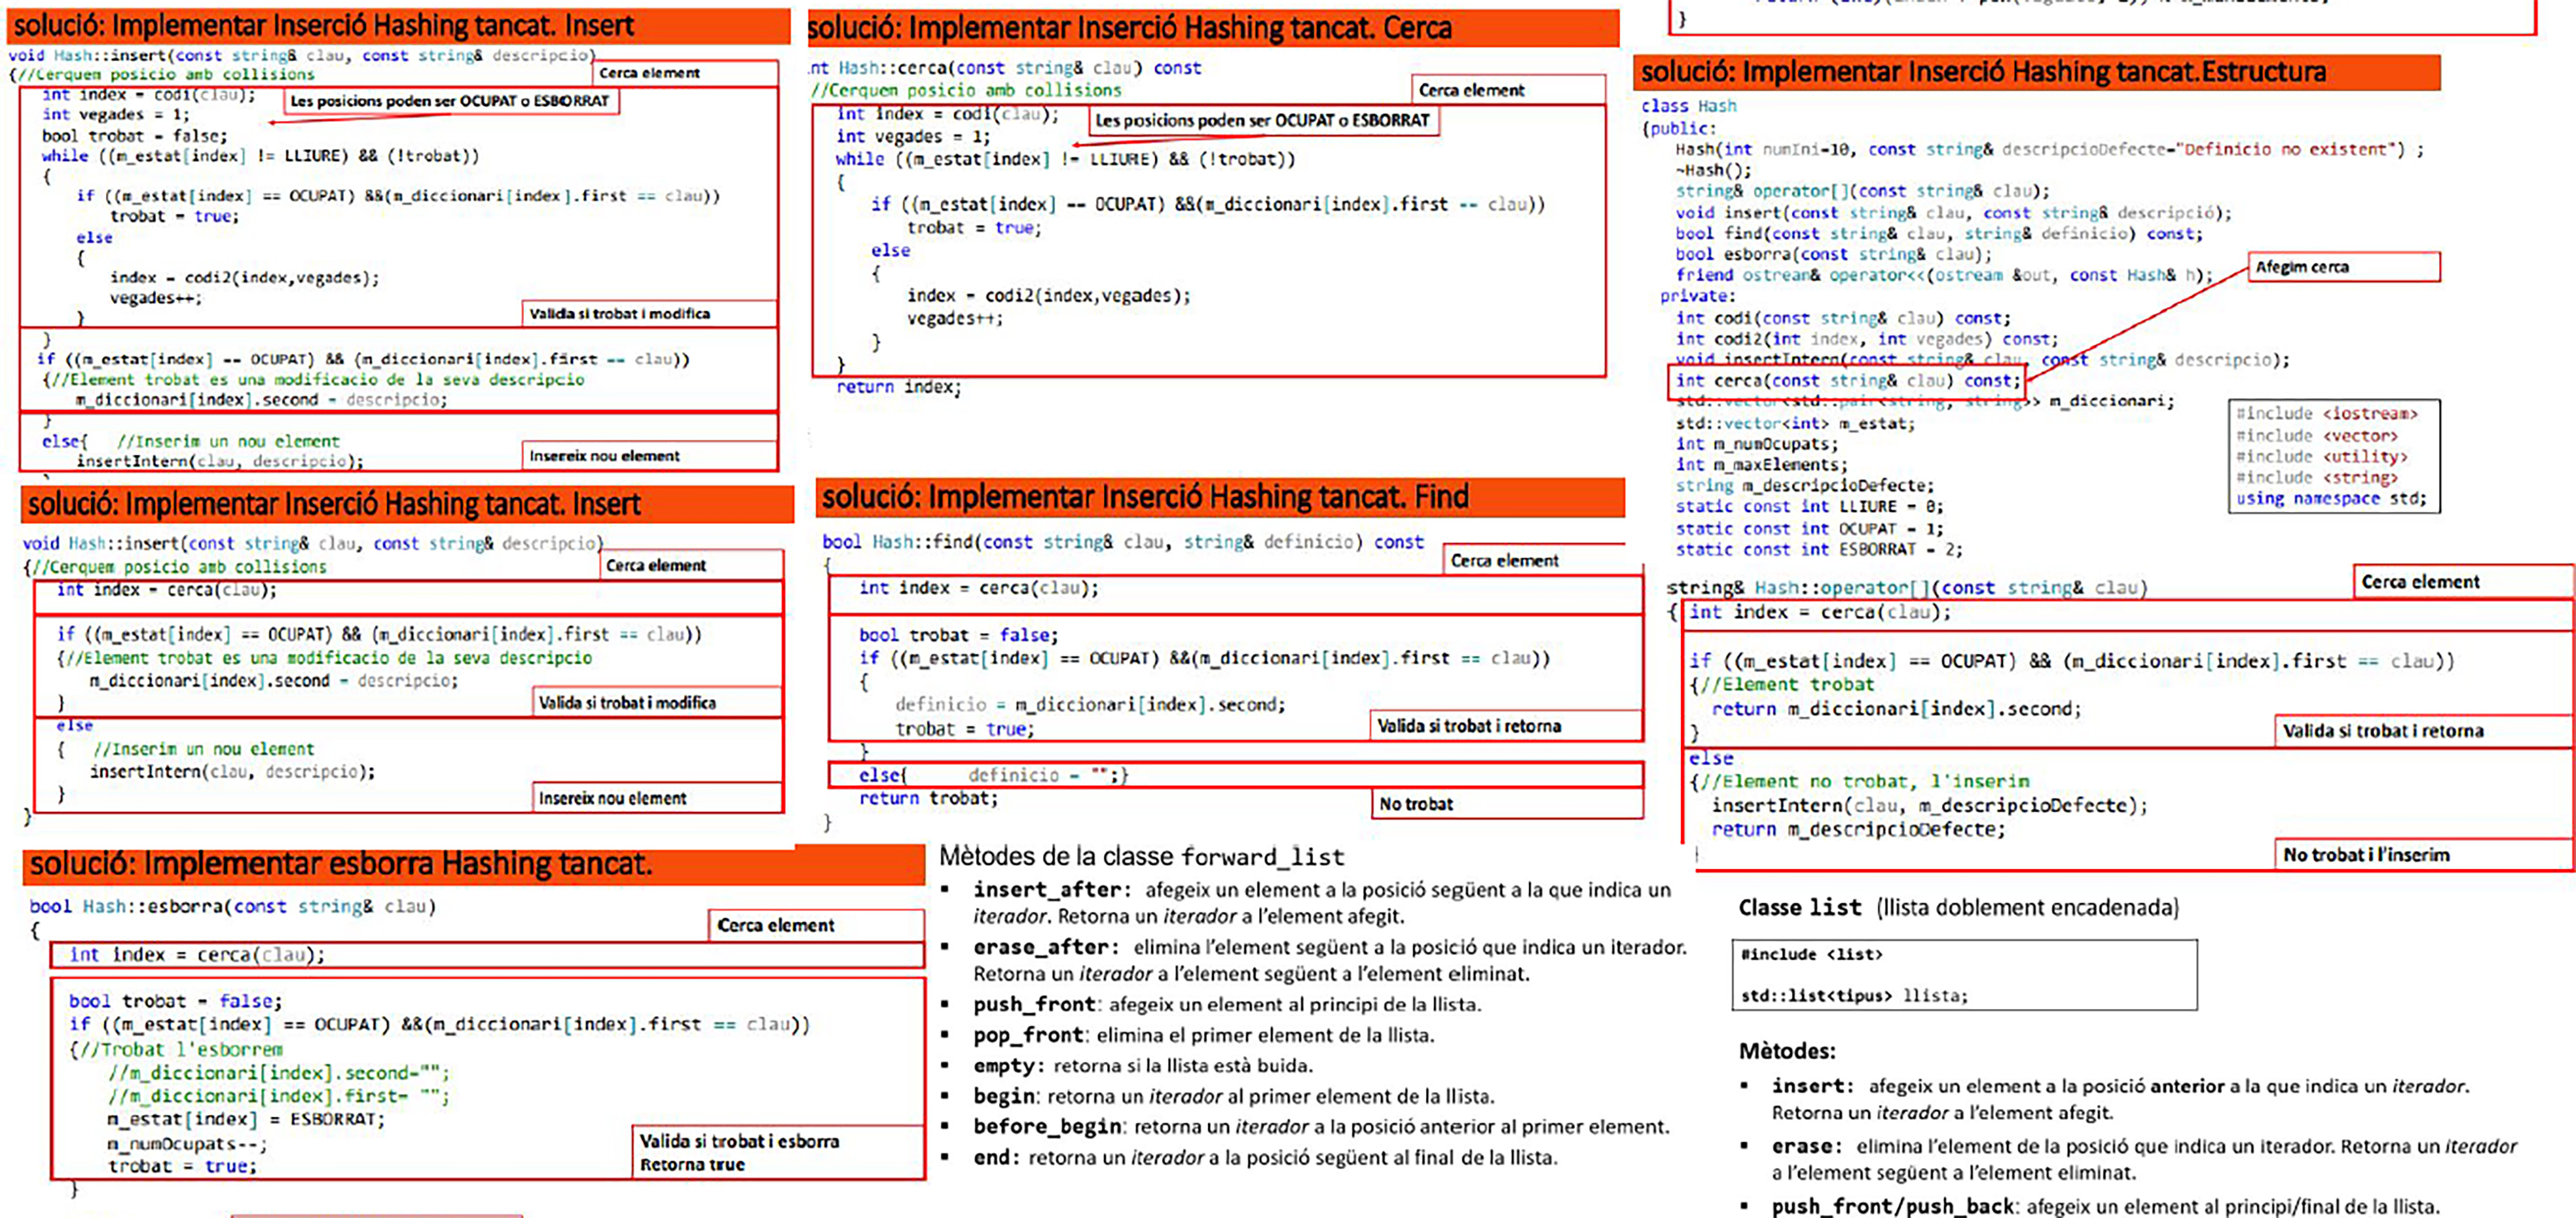 solució: Implementar Inserció Hashing tancat. Insert
void Hash::insert(const string& clau, const string& descripcio)
{//Cerquem posicio amb collisions
Cerca element
int index = codi(clau);
Les posicions poden ser OCUPAT o ESBORRAT
int vegades = 1;
bool trobat = false;
while ((m_estat[index] != LLIURE) && (!trobat))
{
if ((m_estat[index] == OCUPAT) &&(m_diccionari[index].first == clau))
trobat = true;
else
{
index = codi2(index,vegades);
vegades++;
}
Valida si trobat i modifica
}
if ((m_estat[index] == OCUPAT) && (m_diccionari[index].first == clau))
{//Element trobat es una modificacio de la seva descripcio
m_diccionari[index].second = descripcio;
}
else{ //Inserim un nou element
insertIntern(clau, descripcio);
Insereix nou element
solució: Implementar Inserció Hashing tancat. Insert
void Hash::insert(const string& clau, const string& descripcio)
{//Cerquem posicio amb collisions
Cerca element
int index = cerca(clau);
if ((m_estat[index] == OCUPAT) && (m_diccionari[index].first == clau))
{//Element trobat es una modificacio de la seva descripcio
m_diccionari[index].second = descripcio;
}
Valida si trobat i modifica
else
{ //Inserim un nou element
insertIntern(clau, descripcio);
}
Insereix nou element
}
solució: Implementar esborra Hashing tancat.
bool Hash::esborra(const string& clau)
{
Cerca element
int index = cerca(clau);
bool trobat = false;
if ((m_estat[index] == OCUPAT) &&(m_diccionari[index].first == clau))
{//Trobat l'esborrem
//m_diccionari[index].second="";
//m_diccionari[index].first= "";
m_estat[index] = ESBORRAT;
m_numOcupats--;
trobat = true;
Valida si trobat i esborra
Retorna true
}
solució: Implementar Inserció Hashing tancat. Cerca
nt Hash::cerca(const string& clau) const
//Cerquem posicio amb collisions
Cerca element
int index = codi(clau);
Les posicions poden ser OCUPAT o ESBORRAT
int vegades = 1;
while ((m_estat[index] != LLIURE) && (!trobat))
{
if ((m_estat[index] == OCUPAT) &&(m_diccionari[index].first == clau))
trobat = true;
else
{
index = codi2(index,vegades);
vegades++;
}
}
return index;
solució: Implementar Inserció Hashing tancat. Find
bool Hash::find(const string& clau, string& definicio) const
{
Cerca element
int index = cerca(clau);
bool trobat = false;
if ((m_estat[index] == OCUPAT) &&(m_diccionari[index].first == clau))
{
definicio = m_diccionari[index].second;
trobat = true;
Valida si trobat i retorna
}
else{ definicio = "";}
return trobat;
No trobat
}
Mètodes de la classe forward_list
▪ insert_after: afegeix un element a la posició següent a la que indica un
iterador. Retorna un iterador a l'element afegit.
▪ erase_after: elimina l'element següent a la posició que indica un iterador.
Retorna un iterador a l'element següent a l'element eliminat.
▪ push_front: afegeix un element al principi de la llista.
▪ pop_front: elimina el primer element de la llista.
▪ empty: retorna si la llista està buida.
▪ begin: retorna un iterador al primer element de la llista.
▪ before_begin: retorna un iterador a la posició anterior al primer element.
▪ end: retorna un iterador a la posició següent al final de la llista.
}
solució: Implementar Inserció Hashing tancat.Estructura
class Hash
{public:
Hash(int numIni=10, const string& descripcioDefecte="Definicio no existent") ;
~Hash();
string& operator[](const string& clau);
void insert(const string& clau, const string& descripció);
bool find(const string& clau, string& definicio) const;
bool esborra(const string& clau);
friend ostream& operator<<(ostream &out, const Hash& h);
Afegim cerca
private:
int codi(const string& clau) const;
int codi2(int index, int vegades) const;
void insertIntern(const string& clau, const string& descripcio);
int cerca(const string& clau) const;
std::vector<std::pair<string, string>> m_diccionari;
std::vector<int> m_estat;
int m_numOcupats;
int m_maxElements;
string m_descripcioDefecte;
static const int LLIURE = 0;
static const int OCUPAT = 1;
static const int ESBORRAT = 2;
#include <iostream>
#include <vector>
#include <utility>
#include <string>
using namespace std;
string& Hash::operator[](const string& clau)
Cerca element
{ int index = cerca(clau);
if ((m_estat[index] == OCUPAT) && (m_diccionari[index].first == clau))
{//Element trobat
return m_diccionari[index].second;
}
Valida si trobat i retorna
else
{//Element no trobat, l'inserim
insertIntern(clau, m_descripcioDefecte);
return m_descripcioDefecte;
No trobat i l'inserim
Classe list (llista doblement encadenada)
#include <list>
std::list<tipus> llista;
Mètodes:
▪ insert: afegeix un element a la posició anterior a la que indica un iterador.
Retorna un iterador a l'element afegit.
▪ erase: elimina l'element de la posició que indica un iterador. Retorna un iterador
a l'element següent a l'element eliminat.
▪ push_front/push_back: afegeix un element al principi/final de la llista.